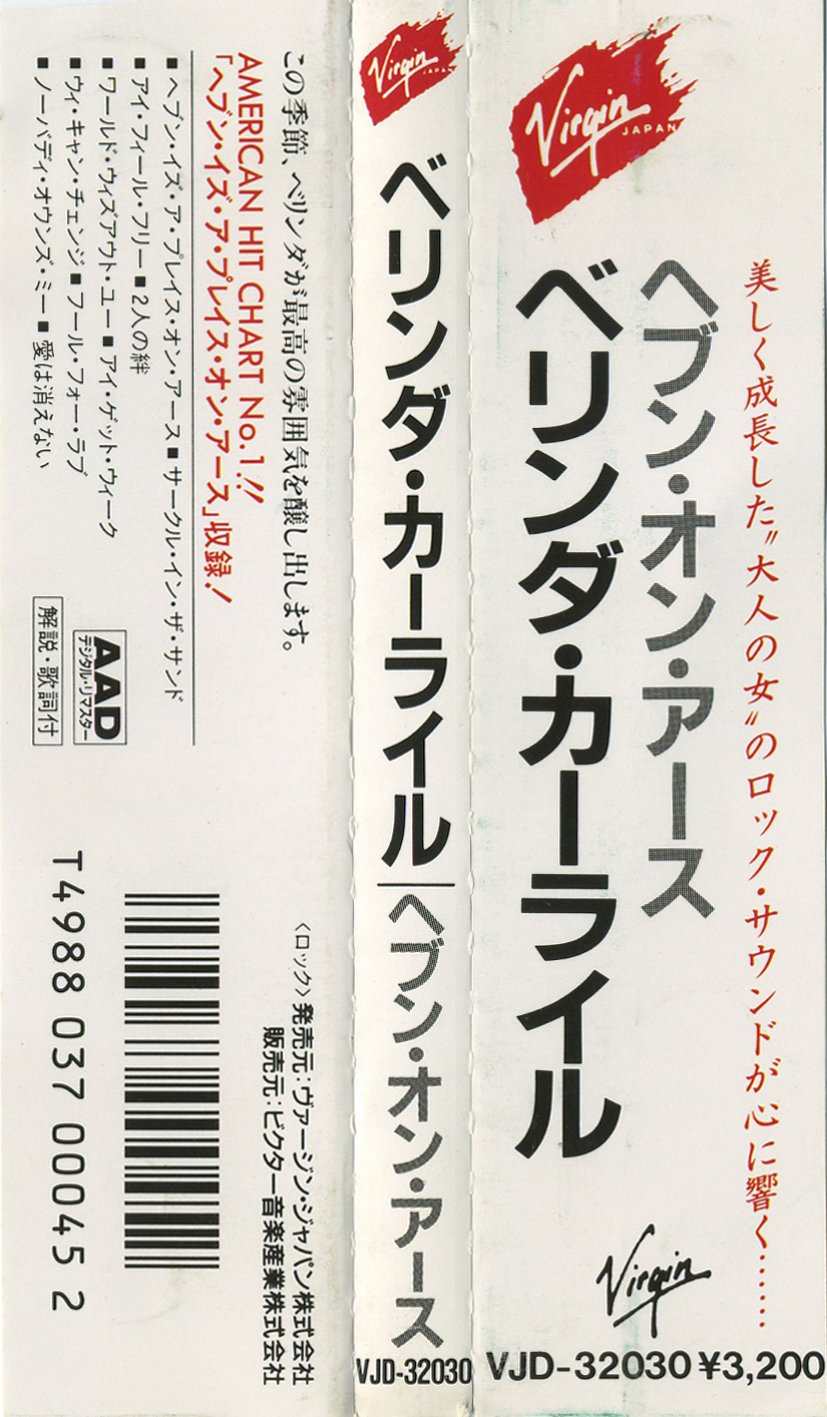 Virgin
JAPAN
美しく成長した〝大人の女〟のロック・サウンドが心に響く……
ヘブン・オン・アース
ベリンダ・カーライル
Virgin
VJD-32030 ¥3,200
Virgin
JAPAN
ベリンダ・カーライル
ヘブン・オン・アース
VJD-32030
この季節、ベリンダが最高の雰囲気を醸し出します。
AMERICAN HIT CHART No.1!!
「ヘブン・イズ・ア・プレイス・オン・アース」収録!
■ヘブン・イズ・ア・プレイス・オン・アース■サークル・イン・ザ・サンド
■アイ・フィール・フリー■2人の絆
■ワールド・ウィズアウト・ユー■アイ・ゲット・ウィーク
■ウィ・キャン・チェンジ■フール・フォー・ラブ
■ノーバディ・オウンズ・ミー■愛は消えない
AAD
デジタル・リマスター
解説・歌詞付
〈ロック〉発売元:ヴァージン・ジャパン株式会社
販売元:ビクター音楽産業株式会社
T4988 037 00045 2